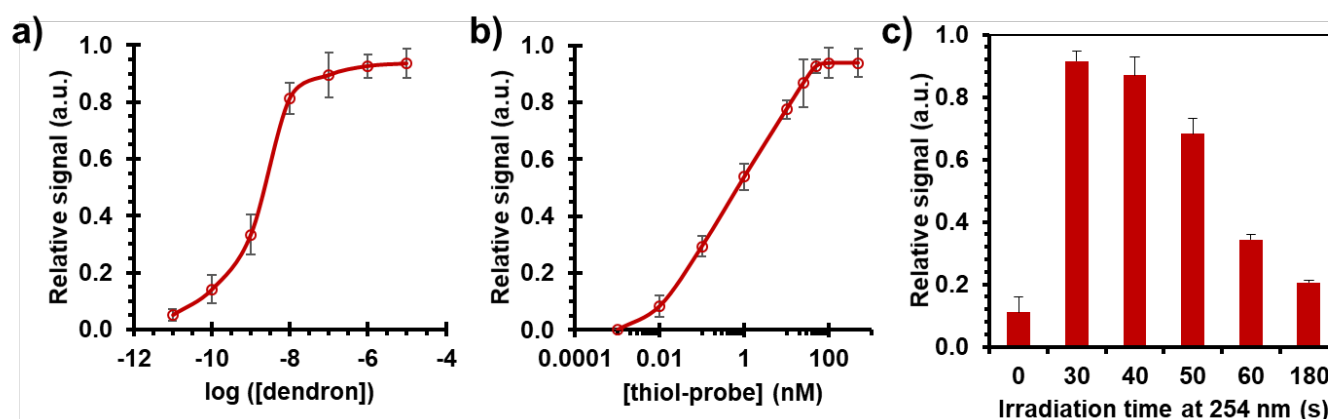 a)
Relative signal (a.u.)
1.0
0.8
0.6
0.4
0.2
0.0
-12 -10 -8 -6 -4
log ([dendron])
b)
Relative signal (a.u.)
1.0
0.8
0.6
0.4
0.2
0.0
0.0001 0.01 1 100
[thiol-probe] (nM)
c)
Relative signal (a.u.)
1.0
0.8
0.6
0.4
0.2
0.0
0 30 40 50 60 180
Irradiation time at 254 nm (s)